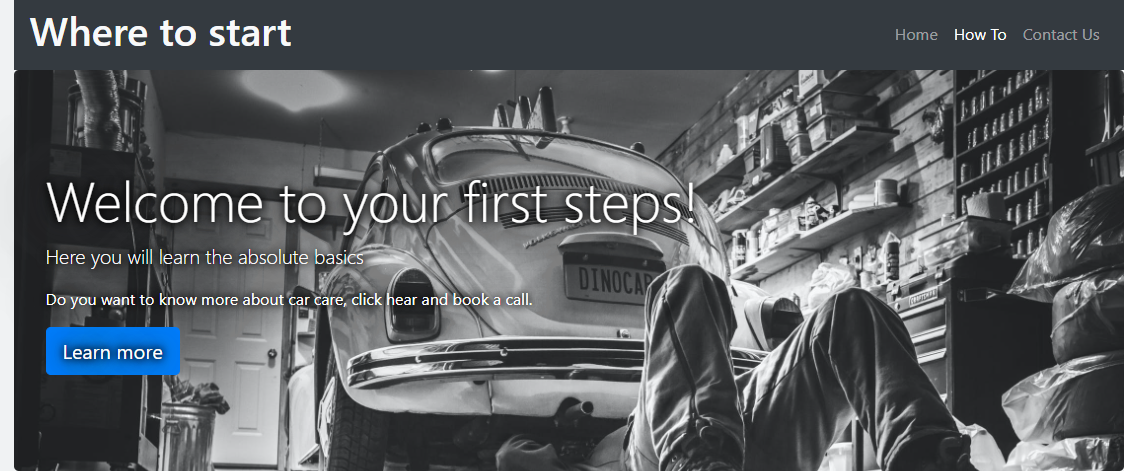 Where to start
Home How To Contact Us
Welcome to your first steps!
Here you will learn the absolute basics
DINOCAR
Do you want to know more about car care, click hear and book a call.
Learn more